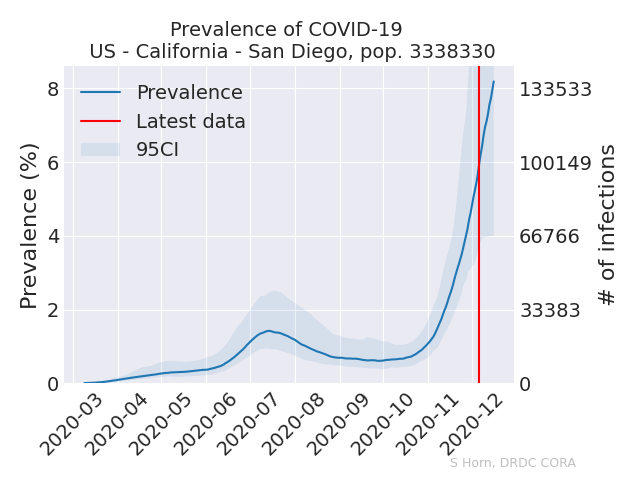 Prevalence of COVID-19
US - California - San Diego, pop. 3338330
Prevalence
Latest data
95CI
Prevalence (%)
8
6
4
2
0
133533
100149
66766
33383
0
# of infections
2020-03
2020-04
2020-05
2020-06
2020-07
2020-08
2020-09
2020-10
2020-11
2020-12
S Horn, DRDC CORA